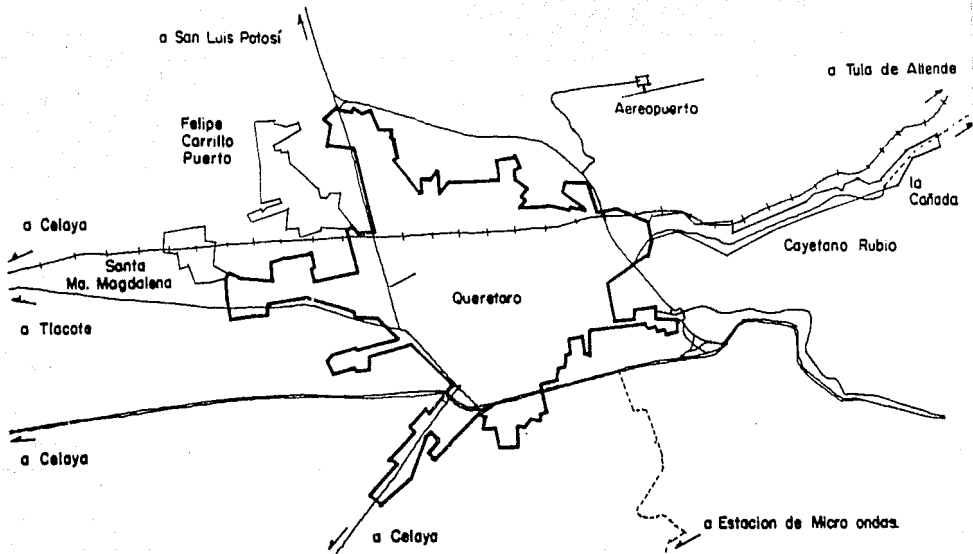 a San Luis Potosí
a Tula de Allende
Aereopuerto
Felipe
Carrillo
Puerto
la
Cañada
a Celaya
Cayetano Rubio
Santa
Ma. Magdalena
Queretaro
a Tlacote
a Celaya
a Estacion de Micro ondas.
a Celaya